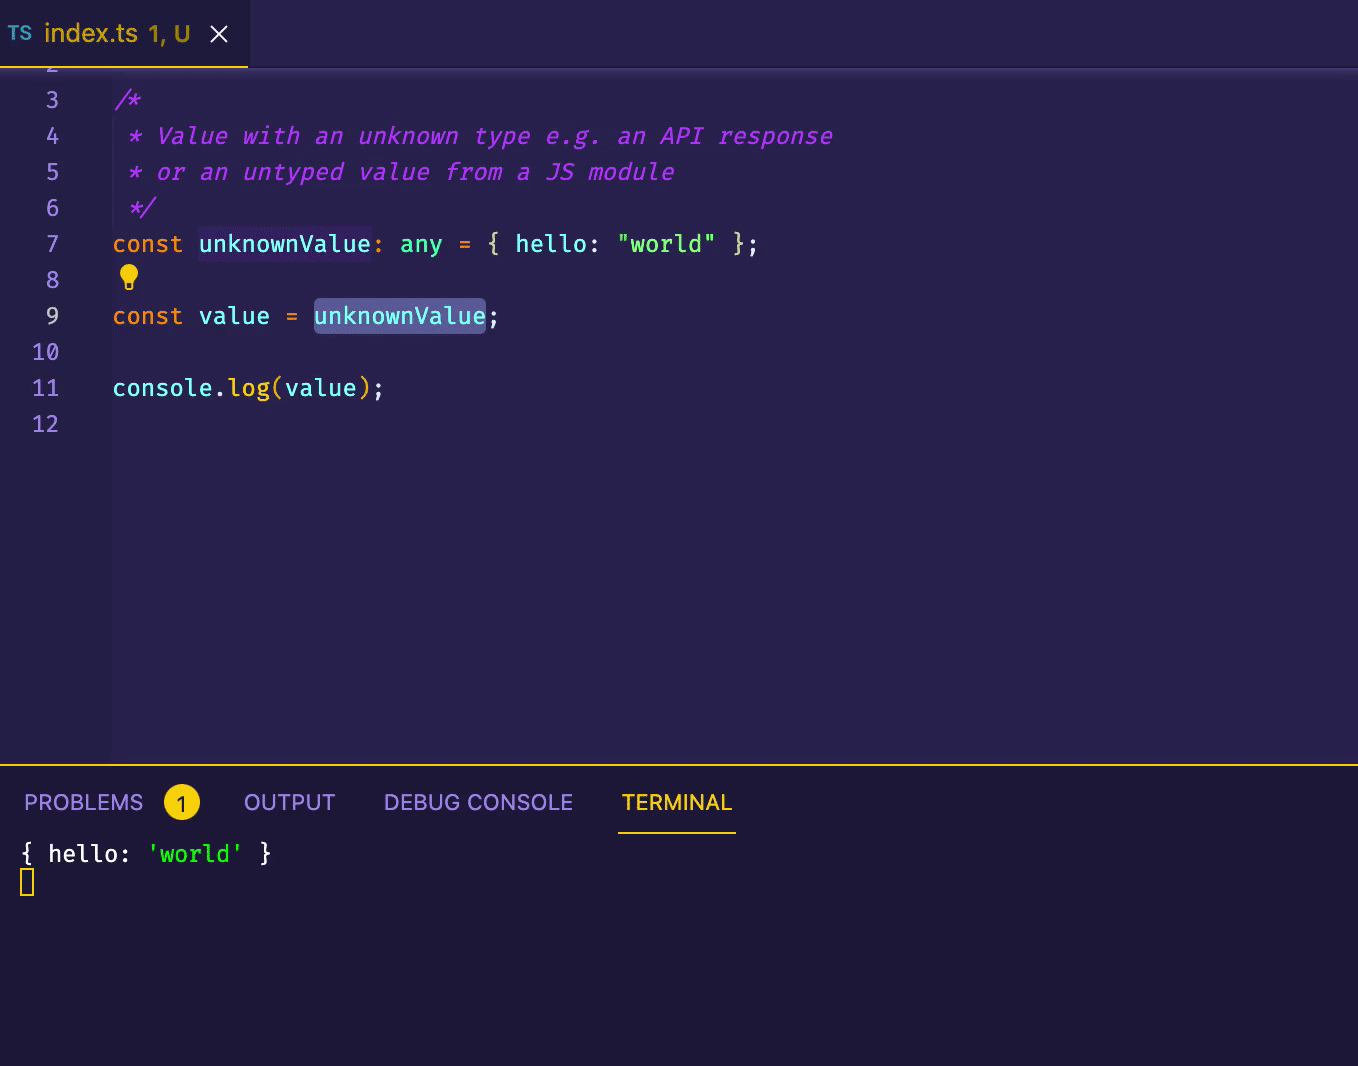 TS index.ts 1, U
2
3 /*
4 * Value with an unknown type e.g. an API response
5 * or an untyped value from a JS module
6 */
7 const unknownValue: any = { hello: "world" };
8
9 const value = unknownValue;
10
11 console.log(value);
12
PROBLEMS 1 OUTPUT DEBUG CONSOLE TERMINAL
{ hello: 'world' }